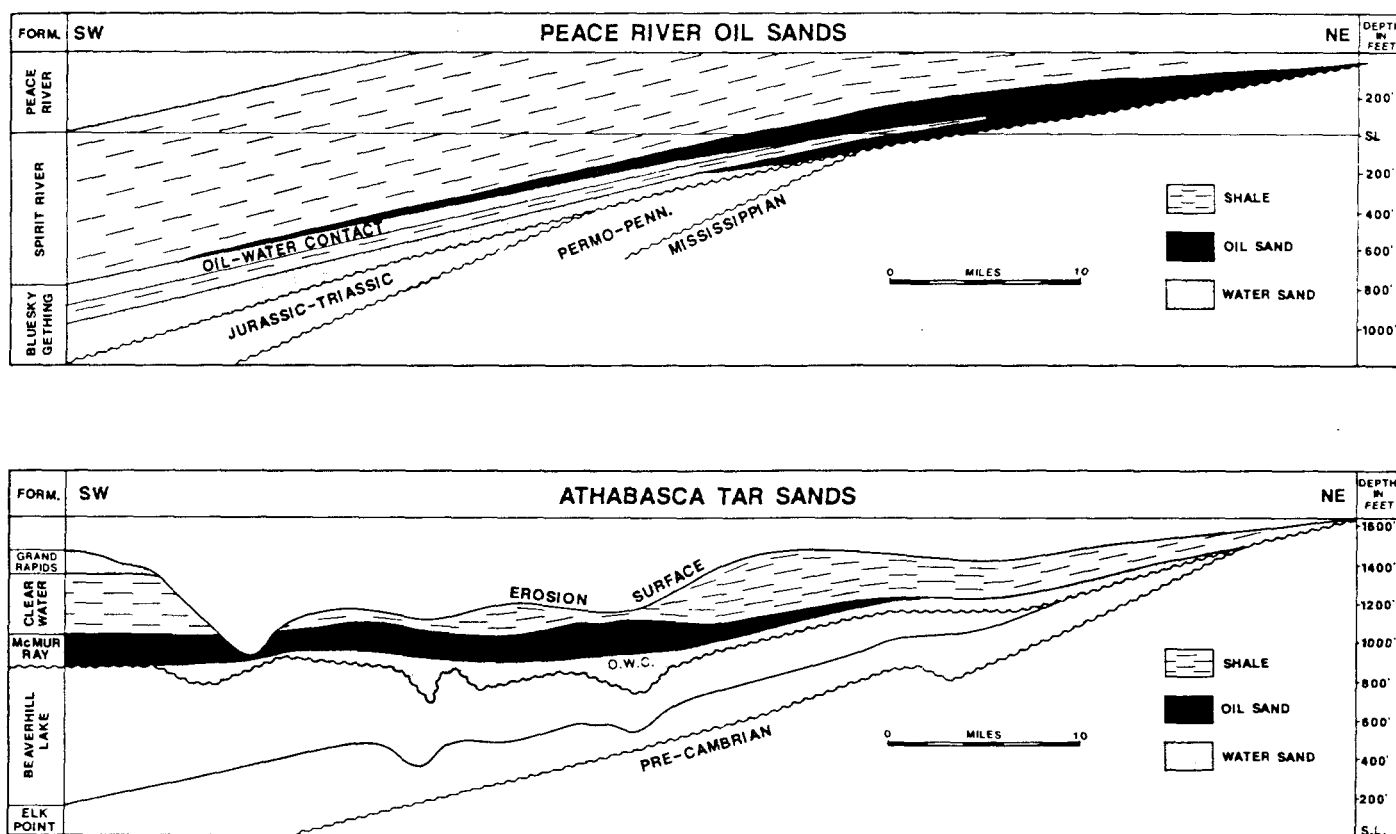 FORM. SW PEACE RIVER OIL SANDS NE DEPTH IN FEET
PEACE RIVER
SPIRIT RIVER
BLUESKY GETHING
OIL-WATER CONTACT
JURASSIC-TRIASSIC
PERMO-PENN.
MISSISSIPPIAN
0 MILES 10
SHALE
OIL SAND
WATER SAND
200'
S.L.
200'
400'
600'
800'
1000'
FORM. SW ATHABASCA TAR SANDS NE DEPTH IN FEET
GRAND RAPIDS
CLEAR WATER
McMUR RAY
BEAVERHILL LAKE
ELK POINT
EROSION SURFACE
O.W.C.
PRE-CAMBRIAN
0 MILES 10
SHALE
OIL SAND
WATER SAND
1600'
1400'
1200'
1000'
800'
600'
400'
200'
S.L.